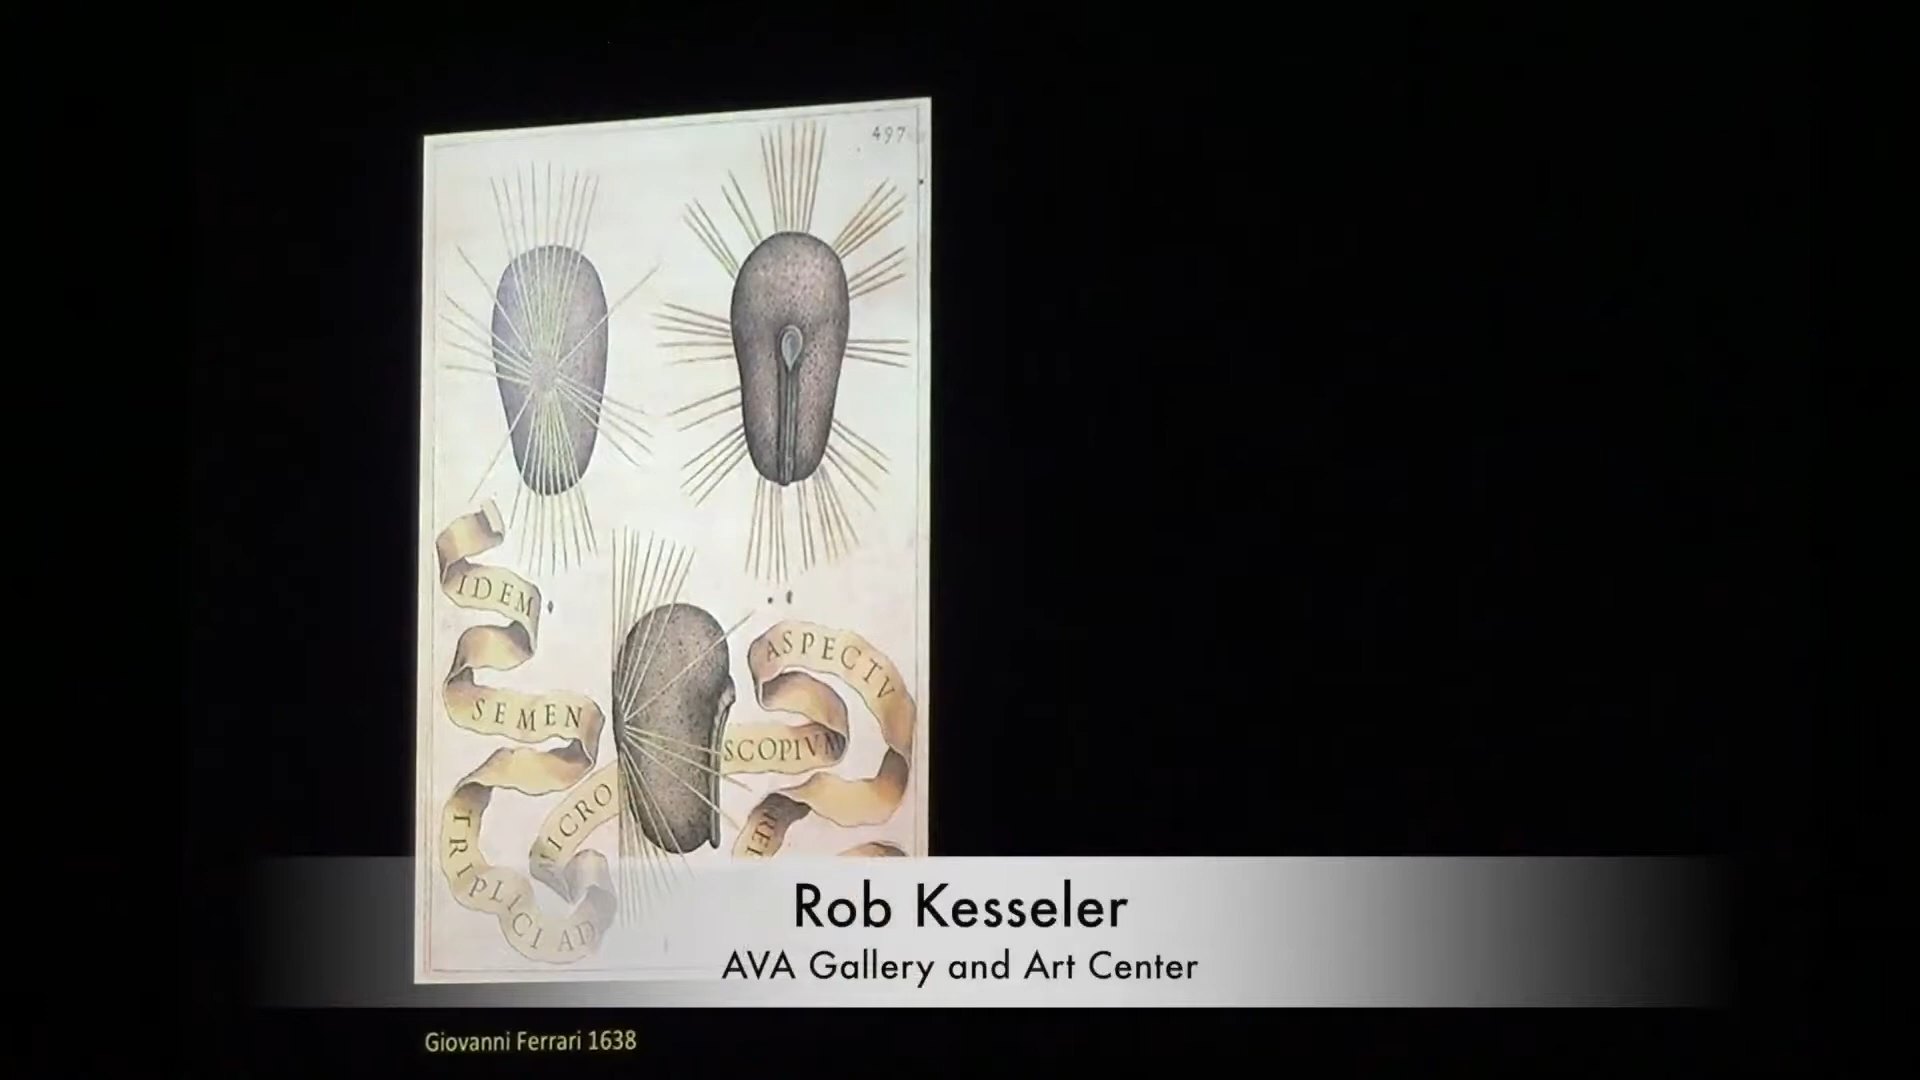 497
IDEM
SEMEN
TRIPLICI AD
MICRO
SCOPIVM
ASPECTV
Rob Kesseler
AVA Gallery and Art Center
Giovanni Ferrari 1638